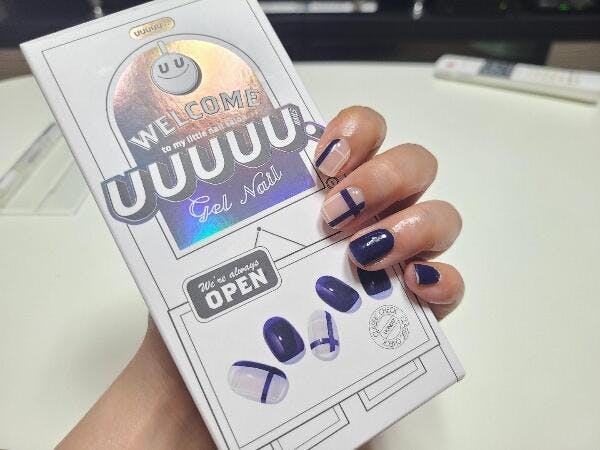 UUUUU
U U
WELCOME
to my little nail salon
UUUUU.
Gel Nail
We're always
OPEN